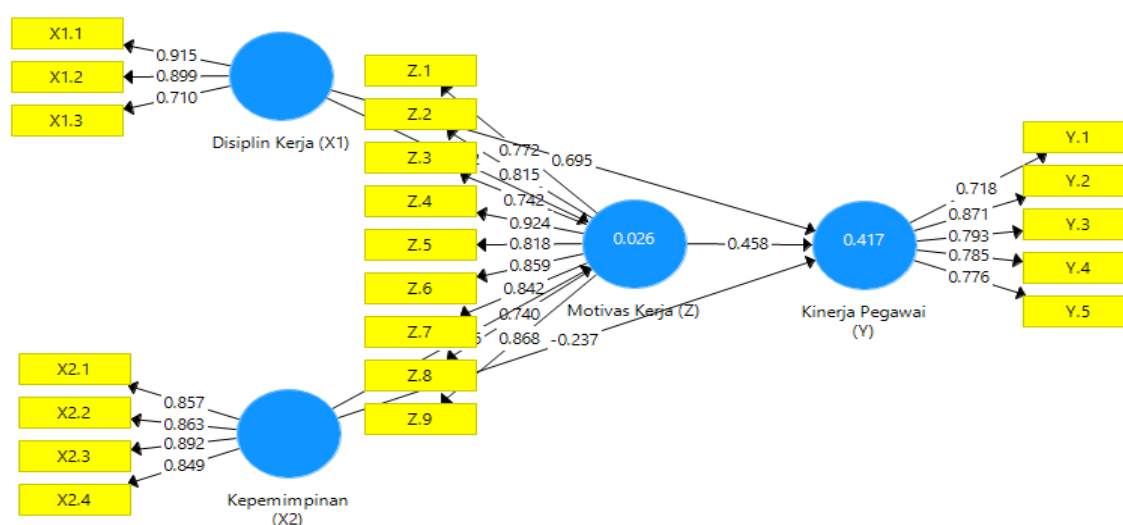 X1.1
X1.2
X1.3
0.915
0.899
0.710
Disiplin Kerja (X1)
Z.1
Z.2
Z.3
Z.4
Z.5
Z.6
Z.7
Z.8
Z.9
0.772
0.815
0.742
0.924
0.818
0.859
0.842
0.740
0.868
0.695
0.026
0.458
-0.237
Motivas Kerja (Z)
0.417
Kinerja Pegawai
(Y)
0.718
0.871
0.793
0.785
0.776
Y.1
Y.2
Y.3
Y.4
Y.5
X2.1
X2.2
X2.3
X2.4
0.857
0.863
0.892
0.849
Kepemimpinan
(X2)